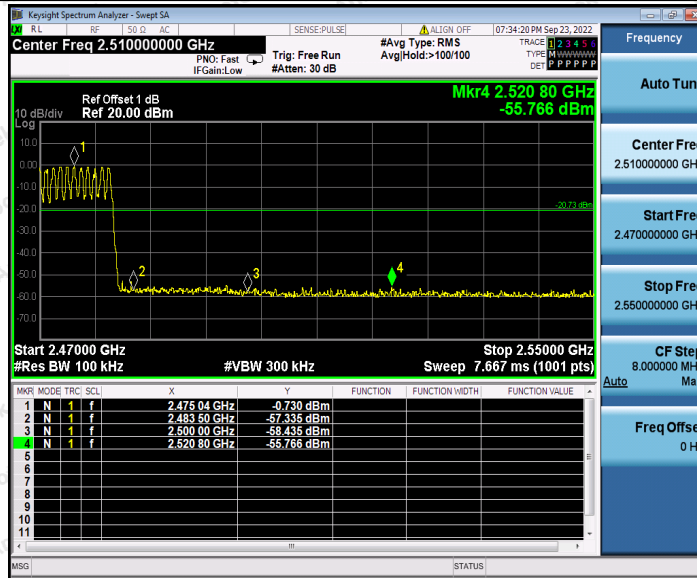 Keysight Spectrum Analyzer - Swept SA
RL RF 50 Ω AC SENSE:PULSE ALIGN OFF 07:34:20 PM Sep 23, 2022
Center Freq 2.510000000 GHz
PNO: Fast
IFGain:Low
Trig: Free Run
#Atten: 30 dB
#Avg Type: RMS
Avg|Hold:>100/100
TRACE 1 2 3 4 5 6
TYPE M WWWWW
DET P P P P P P
Frequency
Auto Tun
Center Fre
2.510000000 GH
Start Fre
2.470000000 GH
Stop Fre
2.550000000 GH
CF Step
8.000000 MH
Auto Ma
Freq Offse
0 H
Mkr4 2.520 80 GHz
-55.766 dBm
Ref Offset 1 dB
10 dB/div Ref 20.00 dBm
Log
10.0
0.00
-10.0
-20.0
-30.0
-40.0
-50.0
-60.0
-70.0
1
2
3
4
-20.73 dBm
Start 2.47000 GHz Stop 2.55000 GHz
#Res BW 100 kHz #VBW 300 kHz Sweep 7.667 ms (1001 pts)
MKR MODE TRC SCL X Y FUNCTION FUNCTION WIDTH FUNCTION VALUE
1 N 1 f 2.475 04 GHz -0.730 dBm
2 N 1 f 2.483 50 GHz -57.335 dBm
3 N 1 f 2.500 00 GHz -58.435 dBm
4 N 1 f 2.520 80 GHz -55.766 dBm
5
6
7
8
9
10
11
MSG STATUS